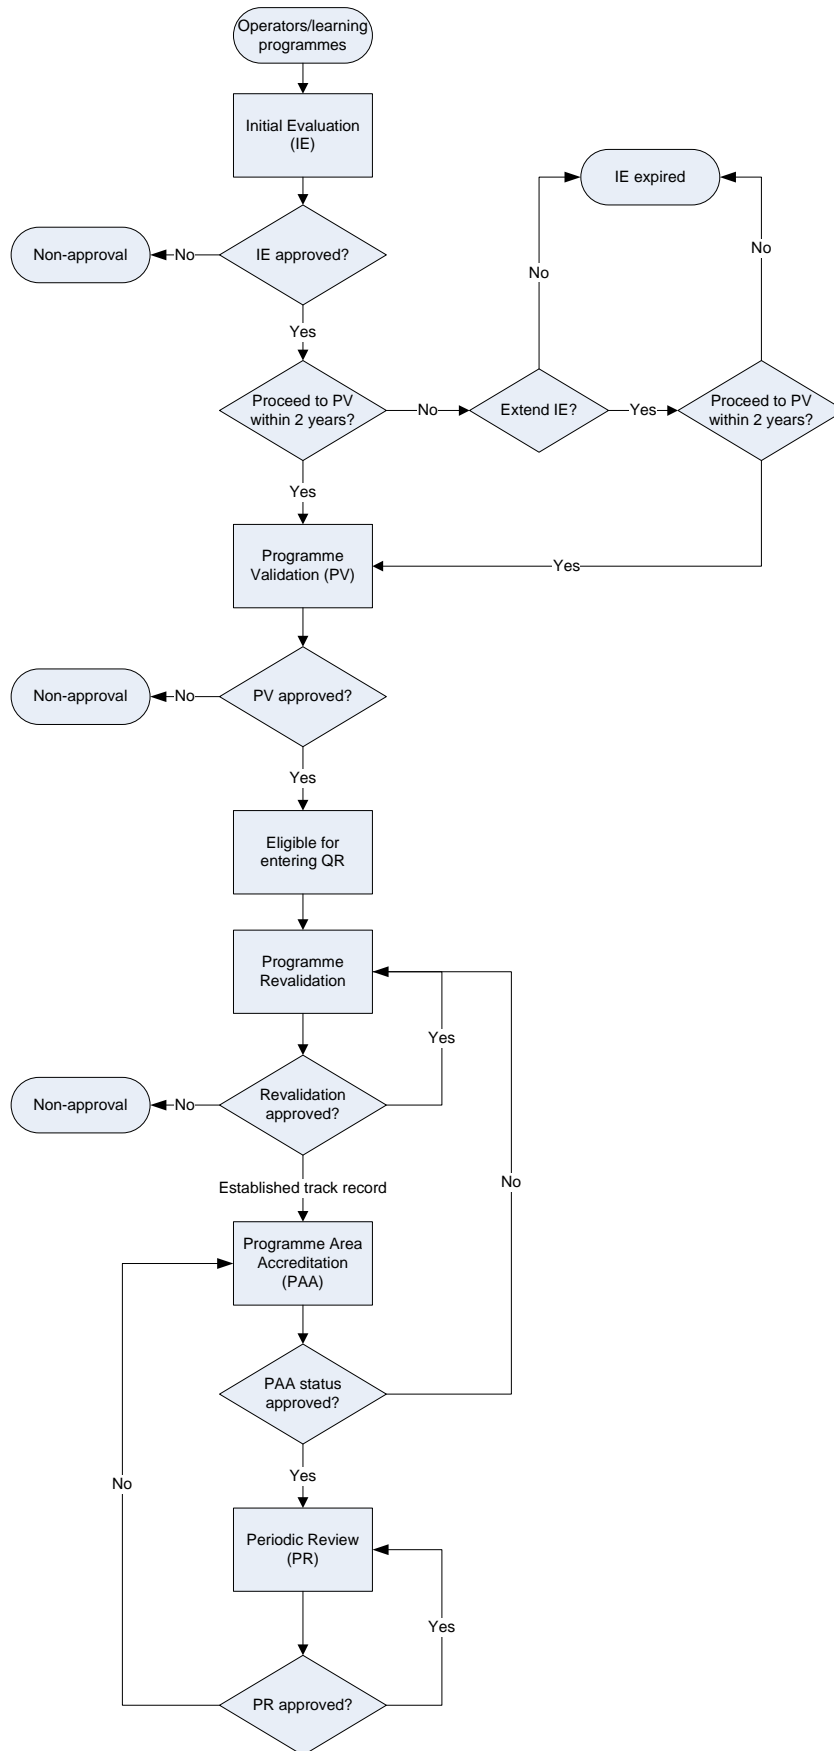 Operators/learning
programmes
Initial Evaluation
(IE)
IE expired
Non-approval
No
IE approved?
No
No
Yes
Proceed to PV
within 2 years?
No
Extend IE?
Yes
Proceed to PV
within 2 years?
Yes
Programme
Validation (PV)
Yes
Non-approval
No
PV approved?
Yes
Eligible for
entering QR
Programme
Revalidation
Yes
Non-approval
No
Revalidation
approved?
No
Established track record
Programme Area
Accreditation
(PAA)
PAA status
approved?
Yes
No
Periodic Review
(PR)
Yes
PR approved?